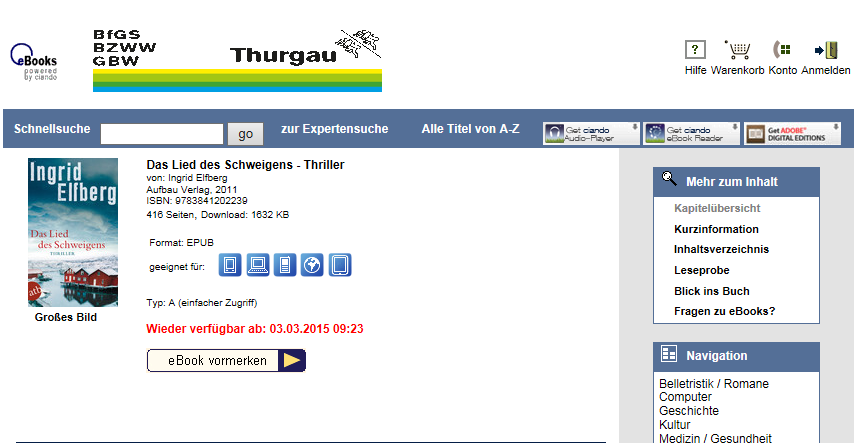 eBooks
powered
by ciando
BfGS
BZWW
GBW
Thurgau
?
Hilfe
Warenkorb
Konto
Anmelden
Schnellsuche
go
zur Expertensuche
Alle Titel von A-Z
Get ciando
Audio-Player
Get ciando
eBook Reader
Get ADOBE®
DIGITAL EDITIONS
Ingrid
Elfberg
Das Lied
des Schweigens
THRILLER
atb
Großes Bild
Das Lied des Schweigens - Thriller
von: Ingrid Elfberg
Aufbau Verlag, 2011
ISBN: 9783841202239
416 Seiten, Download: 1632 KB
Format: EPUB
geeignet für:
Typ: A (einfacher Zugriff)
Wieder verfügbar ab: 03.03.2015 09:23
eBook vormerken
Mehr zum Inhalt
Kapitelübersicht
Kurzinformation
Inhaltsverzeichnis
Leseprobe
Blick ins Buch
Fragen zu eBooks?
Navigation
Belletristik / Romane
Computer
Geschichte
Kultur
Medizin / Gesundheit